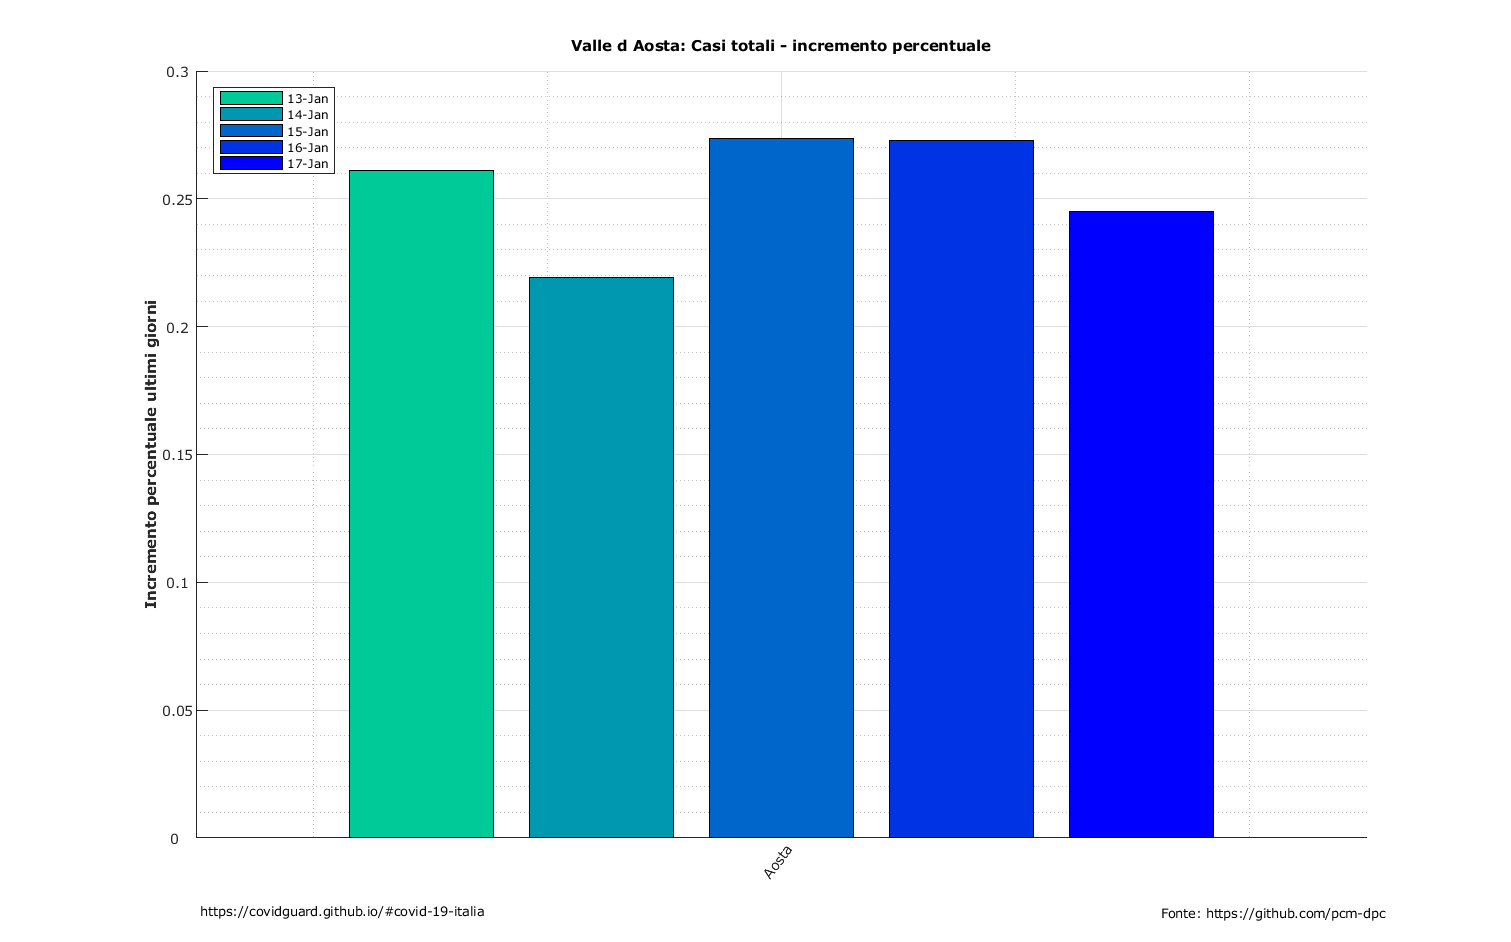 Valle d Aosta: Casi totali - incremento percentuale
0.3
0.25
0.2
0.15
0.1
0.05
0
Incremento percentuale ultimi giorni
13-Jan
14-Jan
15-Jan
16-Jan
17-Jan
Aosta
https://covidguard.github.io/#covid-19-italia
Fonte: https://github.com/pcm-dpc